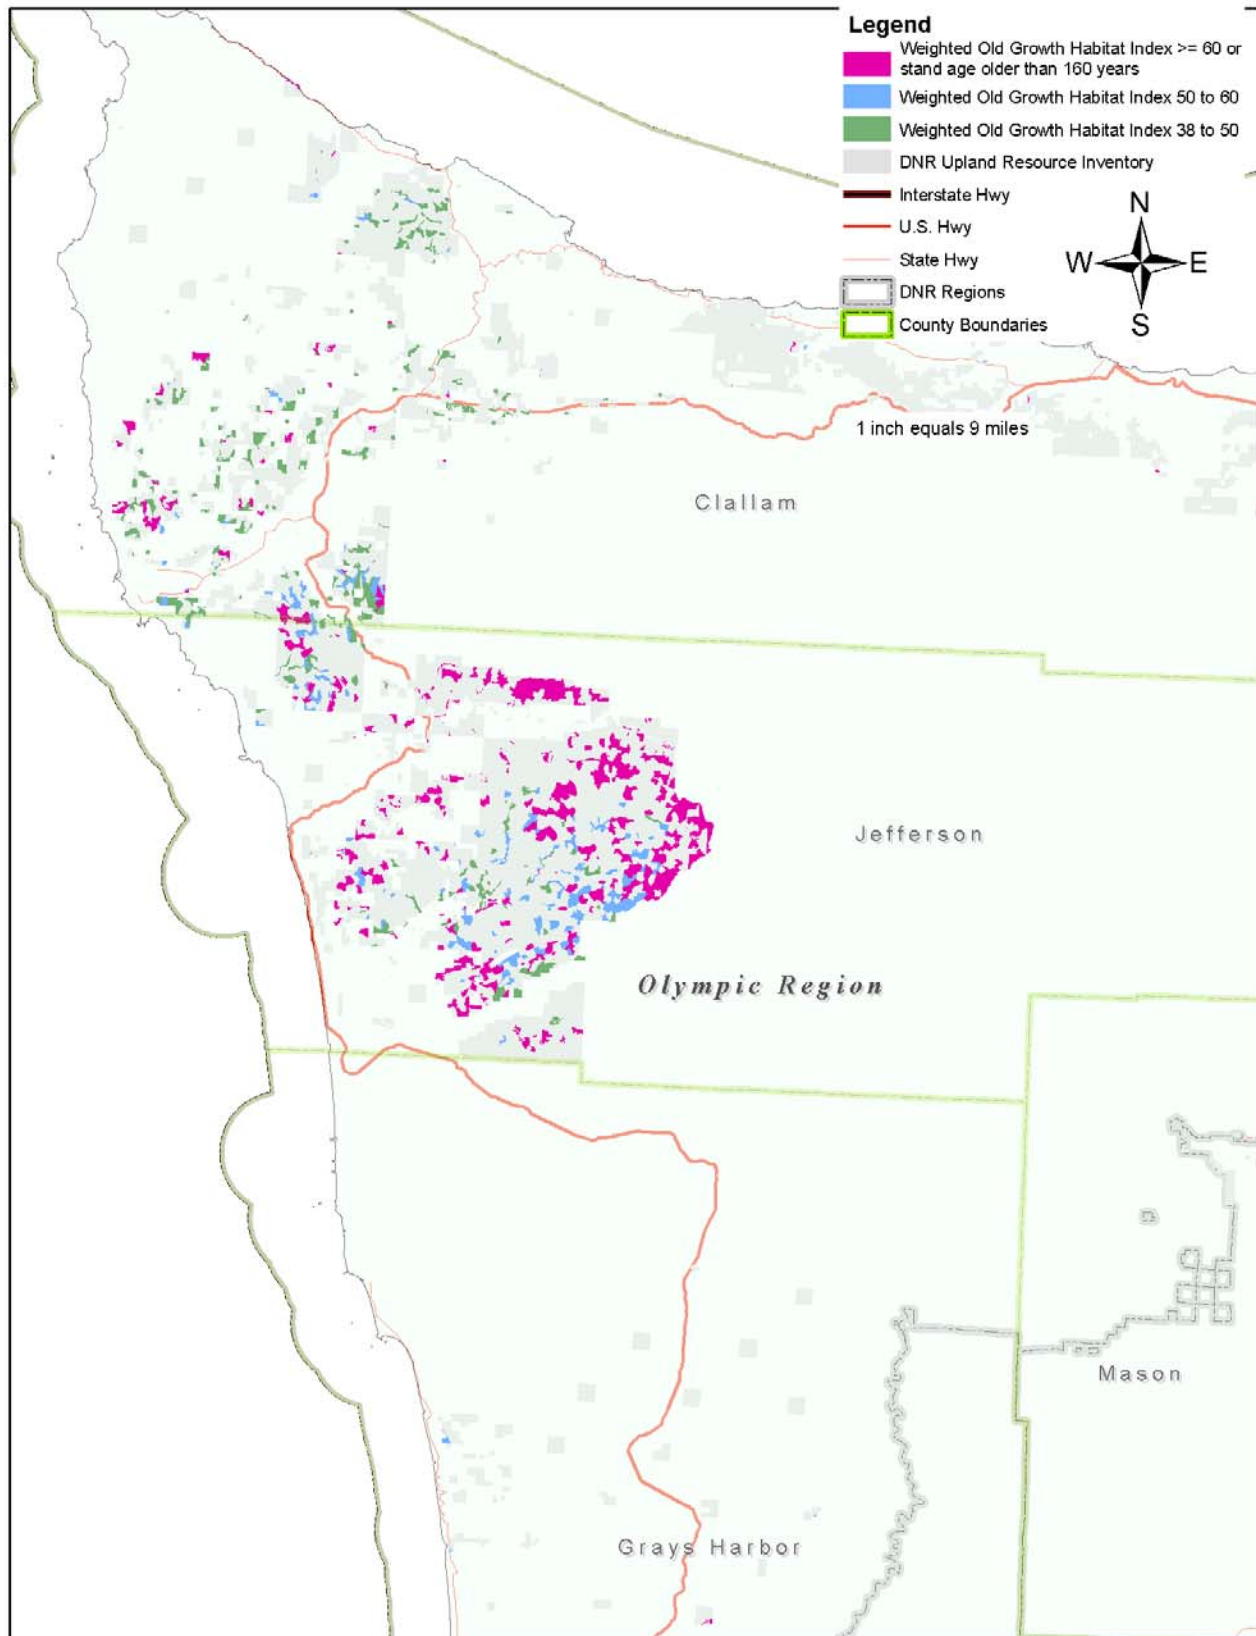 Legend
Weighted Old Growth Habitat Index >= 60 or
stand age older than 160 years
Weighted Old Growth Habitat Index 50 to 60
Weighted Old Growth Habitat Index 38 to 50
DNR Upland Resource Inventory
Interstate Hwy
U.S. Hwy
State Hwy
DNR Regions
County Boundaries
N
W E
S
1 inch equals 9 miles
Clallam
Jefferson
Olympic Region
Mason
Grays Harbor